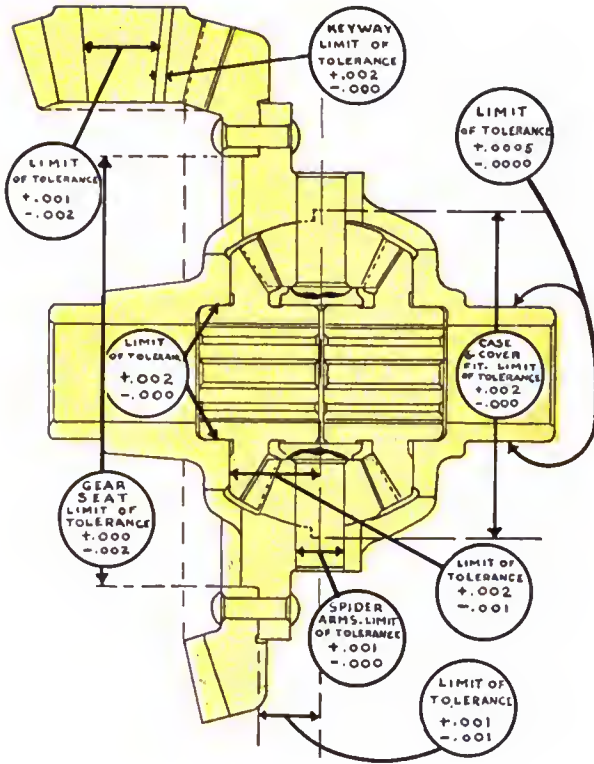 KEYWAY
LIMIT OF
TOLERANCE
+.002
-.000
LIMIT
OF TOLERANCE
+.0005
-.0000
LIMIT
OF TOLERANCE
+.001
-.002
LIMIT
OF TOLERAN
+.002
-.000
CASE
& COVER
FIT. LIMIT
OF TOLERANCE
+.002
-.000
GEAR
SEAT
LIMIT OF
TOLERANCE
+.000
-.002
LIMIT OF
TOLERANCE
+.002
-.001
SPIDER
ARMS. LIMIT
OF TOLERANCE
+.001
-.000
LIMIT OF
TOLERANCE
+.001
-.001